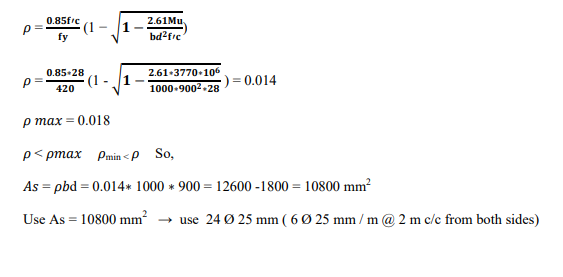 ρ = 0.85f′c/fy (1 − √(1 − 2.61Mu/bd²f′c))
ρ = 0.85*28/420 (1 - √(1 − 2.61*3770*10⁶/1000*900²*28) ) = 0.014
ρ max = 0.018
ρ < ρmax ρmin < ρ So,
As = ρbd = 0.014* 1000 * 900 = 12600 -1800 = 10800 mm²
Use As = 10800 mm² → use 24 Ø 25 mm ( 6 Ø 25 mm / m @ 2 m c/c from both sides)